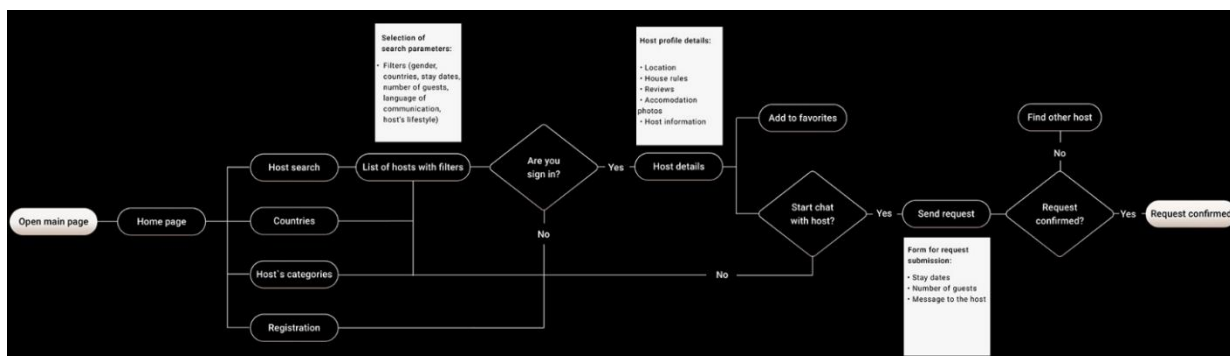 Selection of
search parameters:
• Filters (gender,
countries, stay dates,
number of guests,
language of
communication,
host's lifestyle)
Host profile details:
• Location
• House rules
• Reviews
• Accomodation
photos
• Host information
Add to favorites
Find other host
No
Host search
List of hosts with filters
Are you
sign in?
Yes
Host details
Open main page
Home page
Countries
Start chat
with host?
Yes
Send request
Request
confirmed?
Yes
Request confirmed
No
Host`s categories
No
Form for request
submission:
• Stay dates
• Number of guests
• Message to the host
Registration